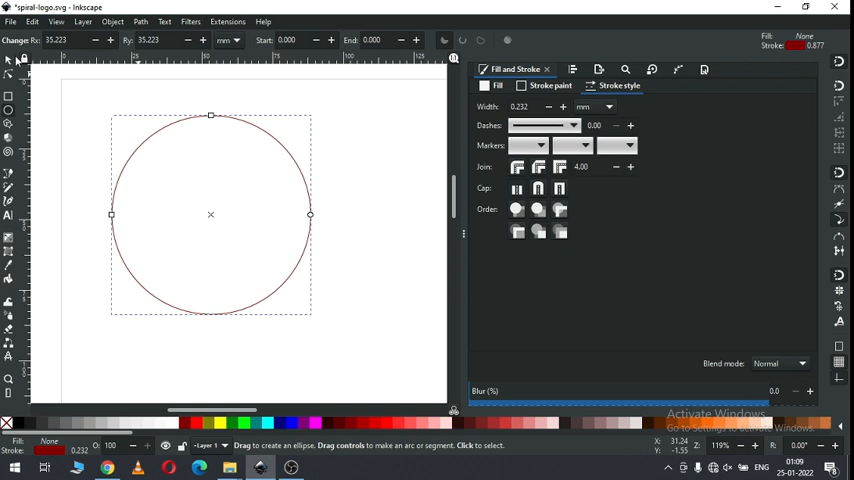 *spiral-logo.svg - Inkscape
File Edit View Layer Object Path Text Filters Extensions Help
Change: Rx: 35.223 Ry: 35.223 mm Start: 0.000 End: 0.000
Fill: None
Stroke: 0.877
Fill and Stroke
Fill Stroke paint Stroke style
Width: 0.232 mm
Dashes: 0.00
Markers:
Join: 4.00
Cap:
Order:
Blend mode: Normal
Blur (%) 0.0
Activate Windows
Go to Settings to activate Windows.
Fill: None
Stroke: 0.232
O: 100
Layer 1
Drag to create an ellipse. Drag controls to make an arc or segment. Click to select.
X: 31.24
Y: -1.55
Z: 119%
R: 0.00°
ENG
01:09
25-01-2022